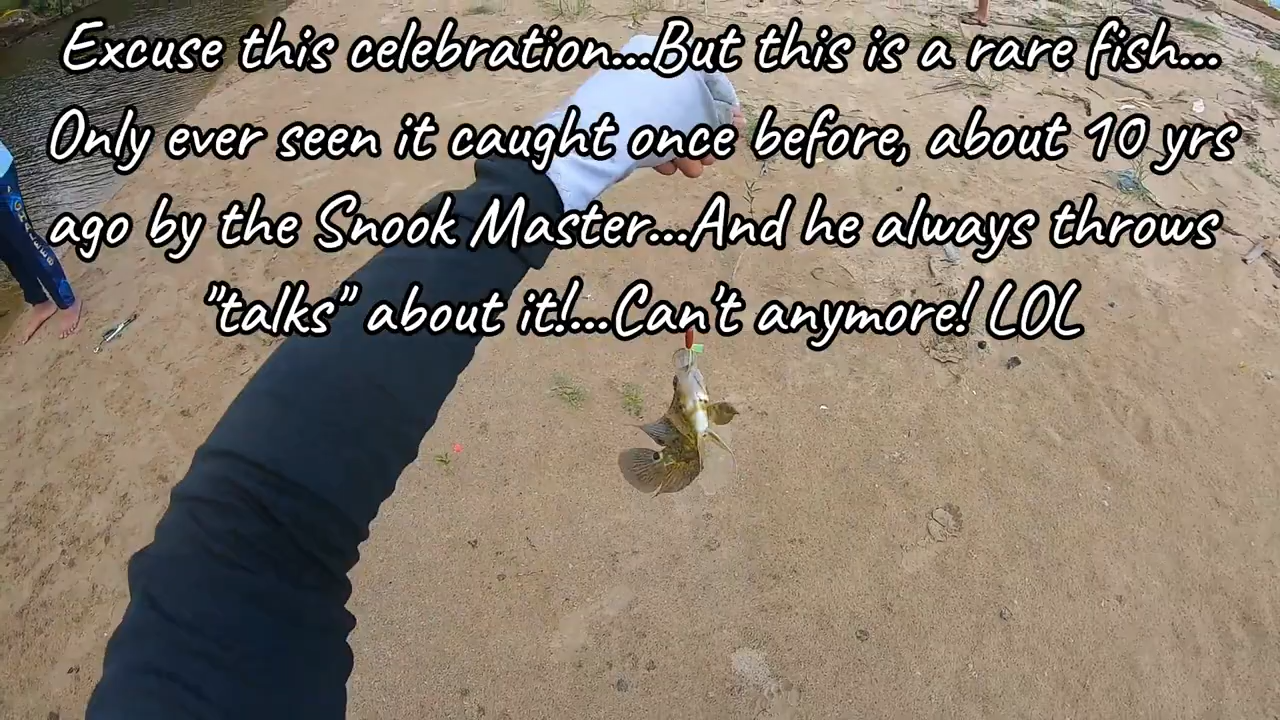 Excuse this celebration...But this is a rare fish...
Only ever seen it caught once before, about 10 yrs
ago by the Snook Master...And he always throws
"talks" about it!...Can't anymore! LOL